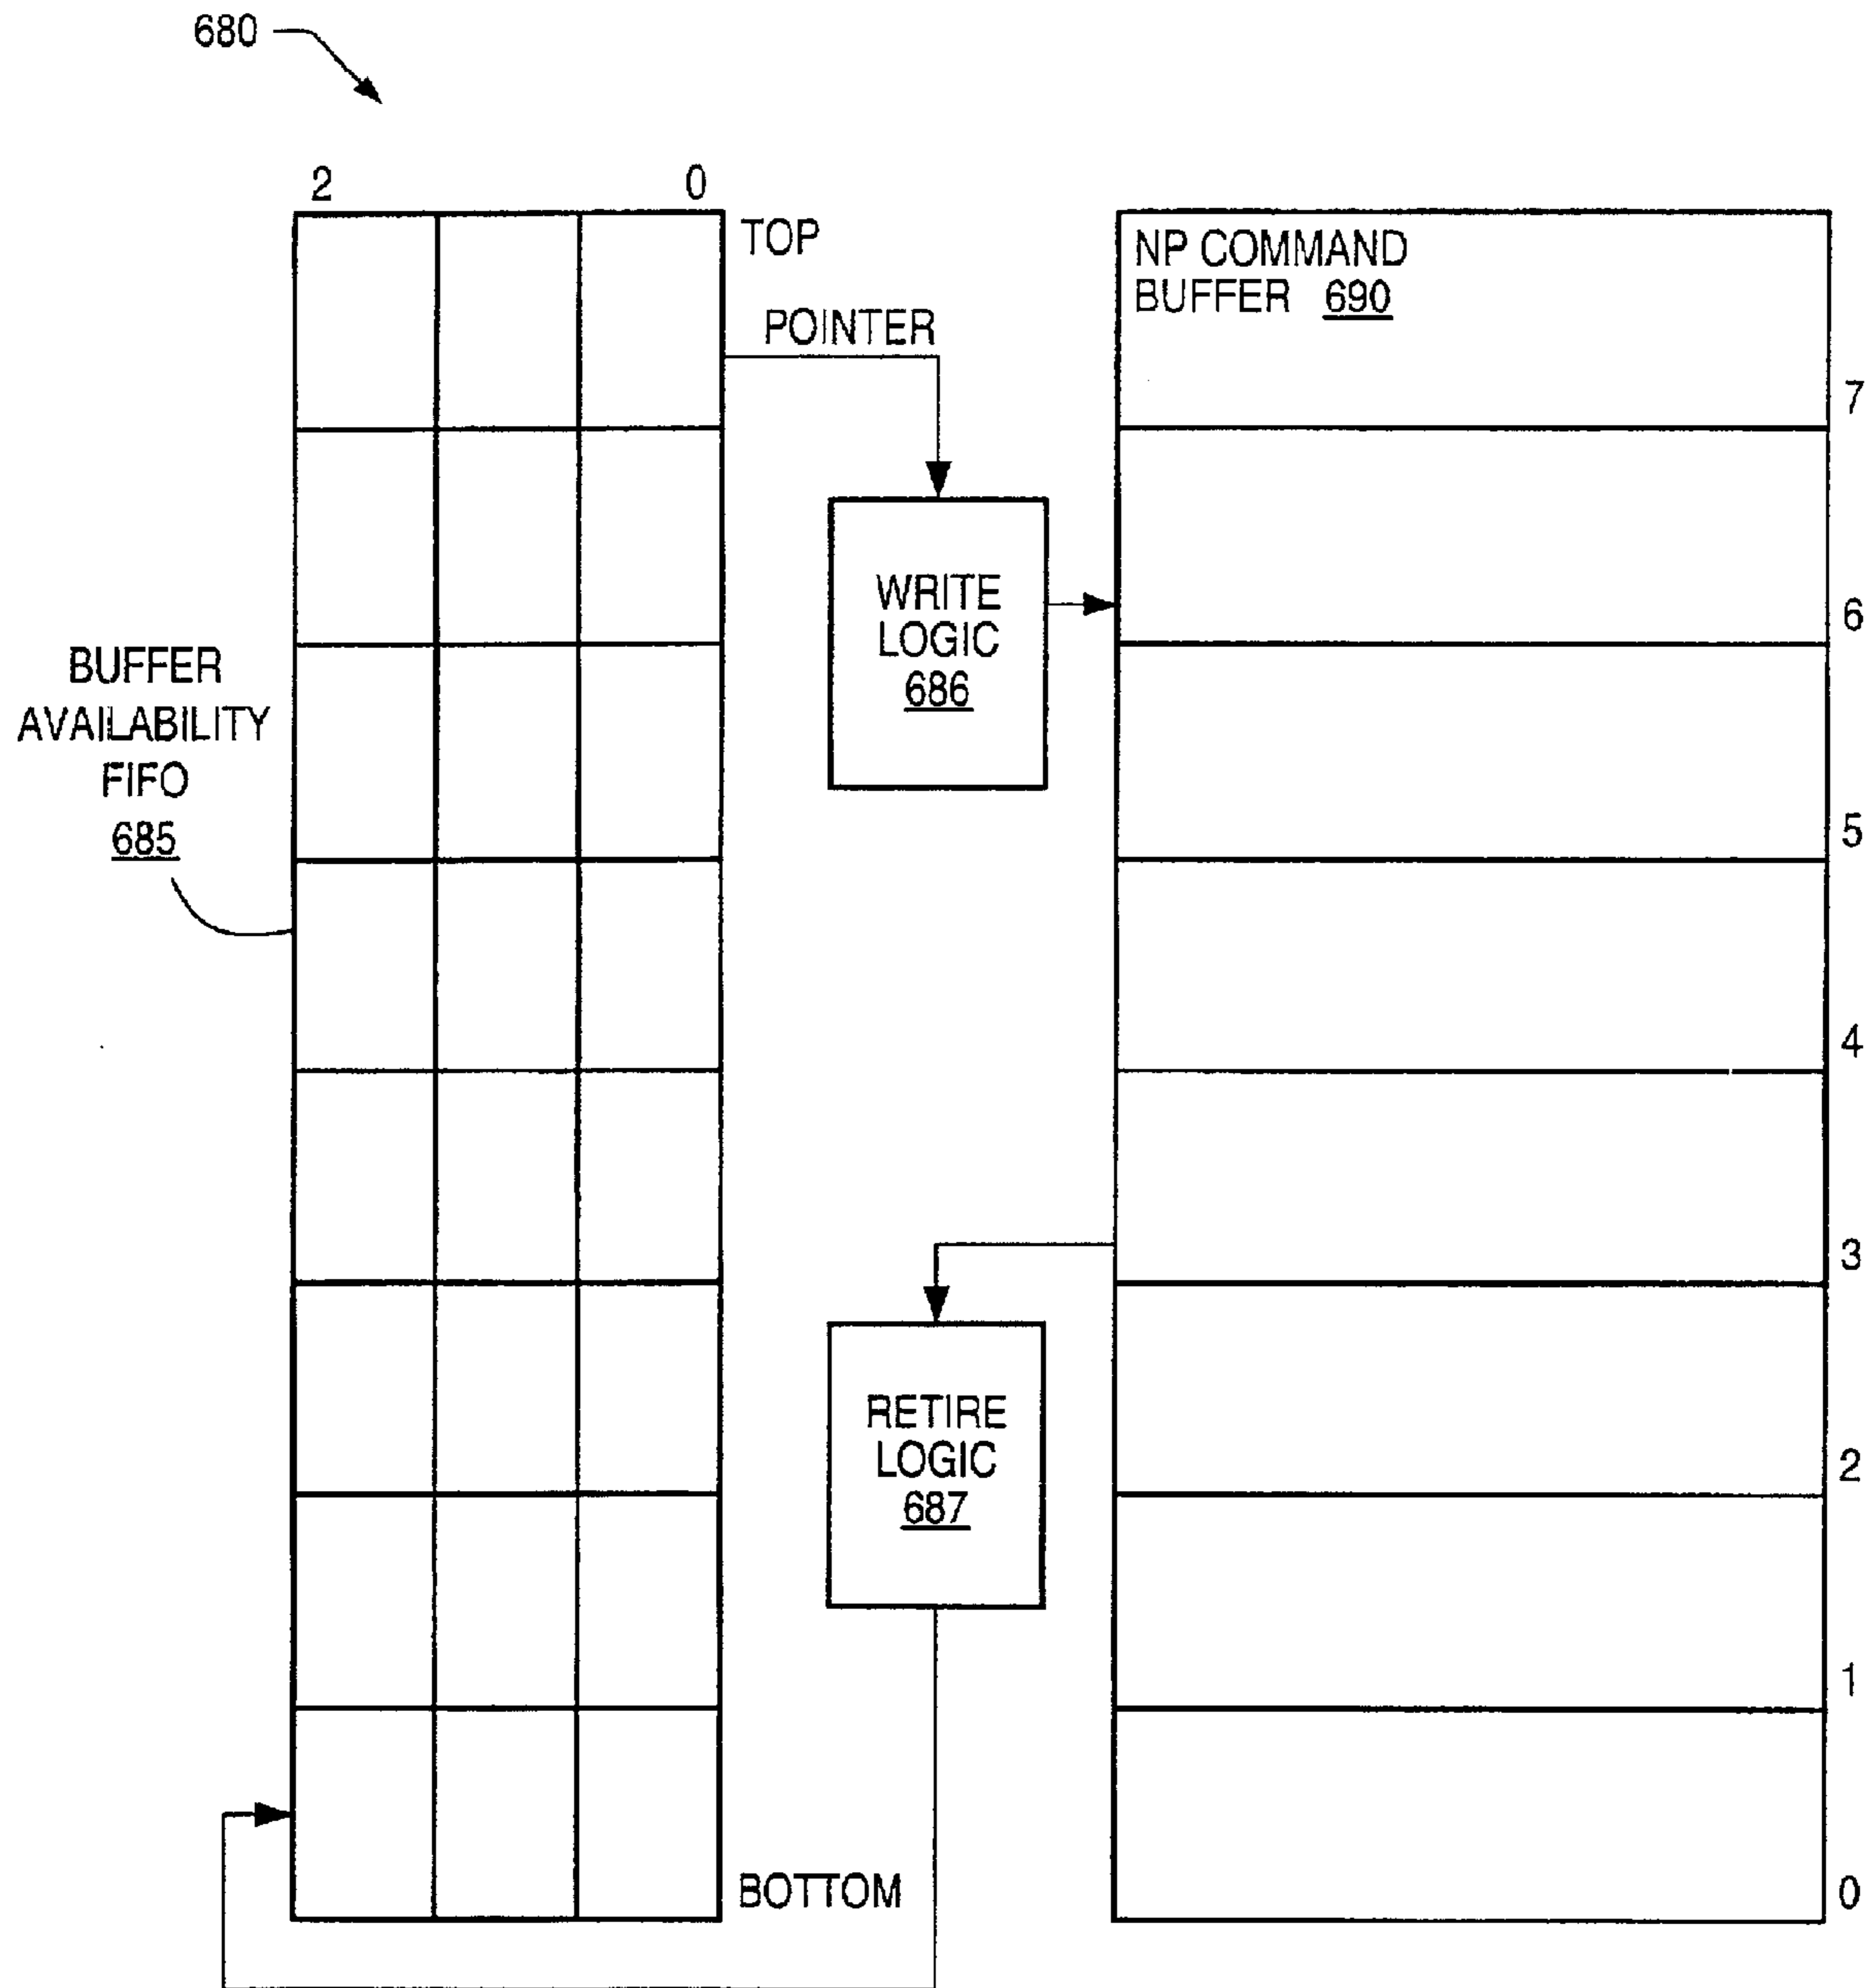 680
2
0
TOP
POINTER
NP COMMAND
BUFFER 690
7
WRITE
LOGIC
686
6
BUFFER
AVAILABILITY
FIFO
685
5
4
3
RETIRE
LOGIC
687
2
1
BOTTOM
0